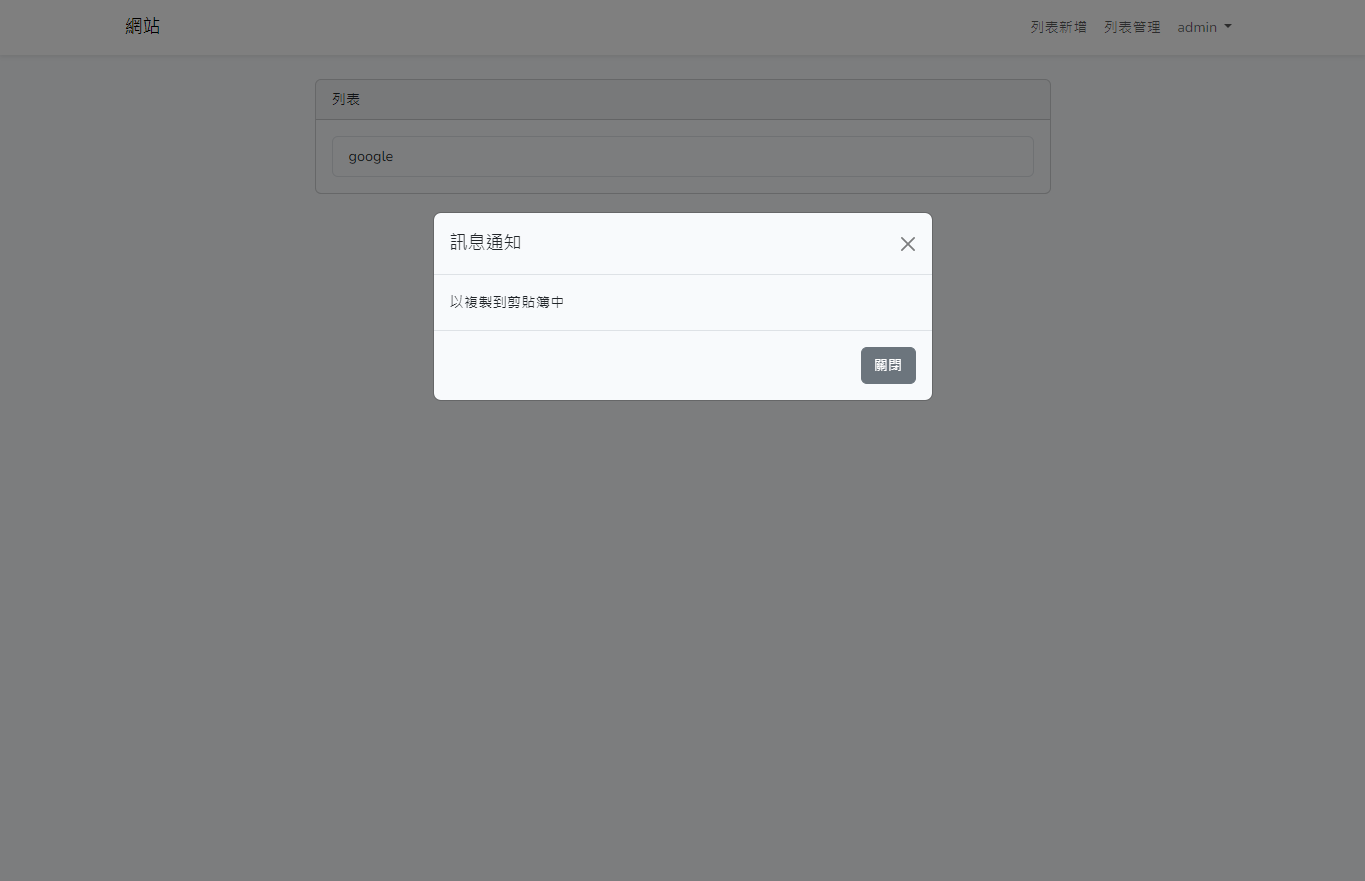 網站
列表新增 列表管理 admin
列表
google
訊息通知
以複製到剪貼簿中
關閉